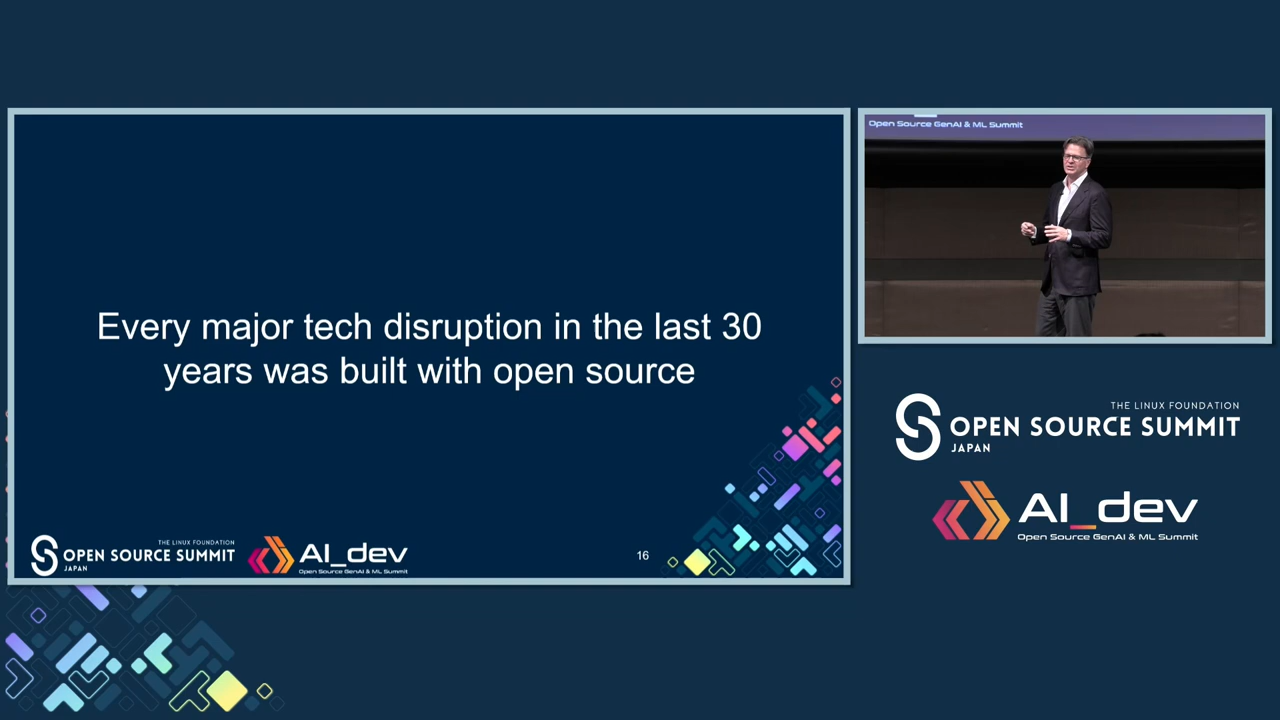 Every major tech disruption in the last 30
years was built with open source
THE LINUX FOUNDATION
OPEN SOURCE SUMMIT
JAPAN
AI_dev
Open Source GenAI & ML Summit
16
Open Source GenAI & ML Summit
THE LINUX FOUNDATION
OPEN SOURCE SUMMIT
JAPAN
AI_dev
Open Source GenAI & ML Summit